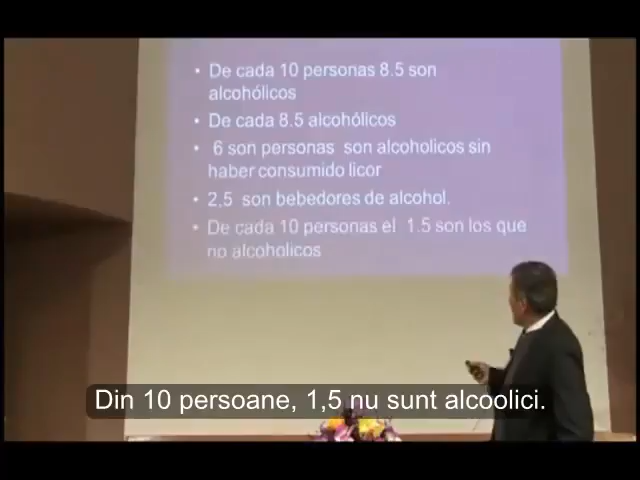 • De cada 10 personas 8.5 son
alcohólicos
• De cada 8.5 alcohólicos
• 6 son personas son alcoholicos sin
haber consumido licor
• 2,5 son bebedores de alcohol.
• De cada 10 personas el 1.5 son los que
no alcoholicos
Din 10 persoane, 1,5 nu sunt alcoolici.